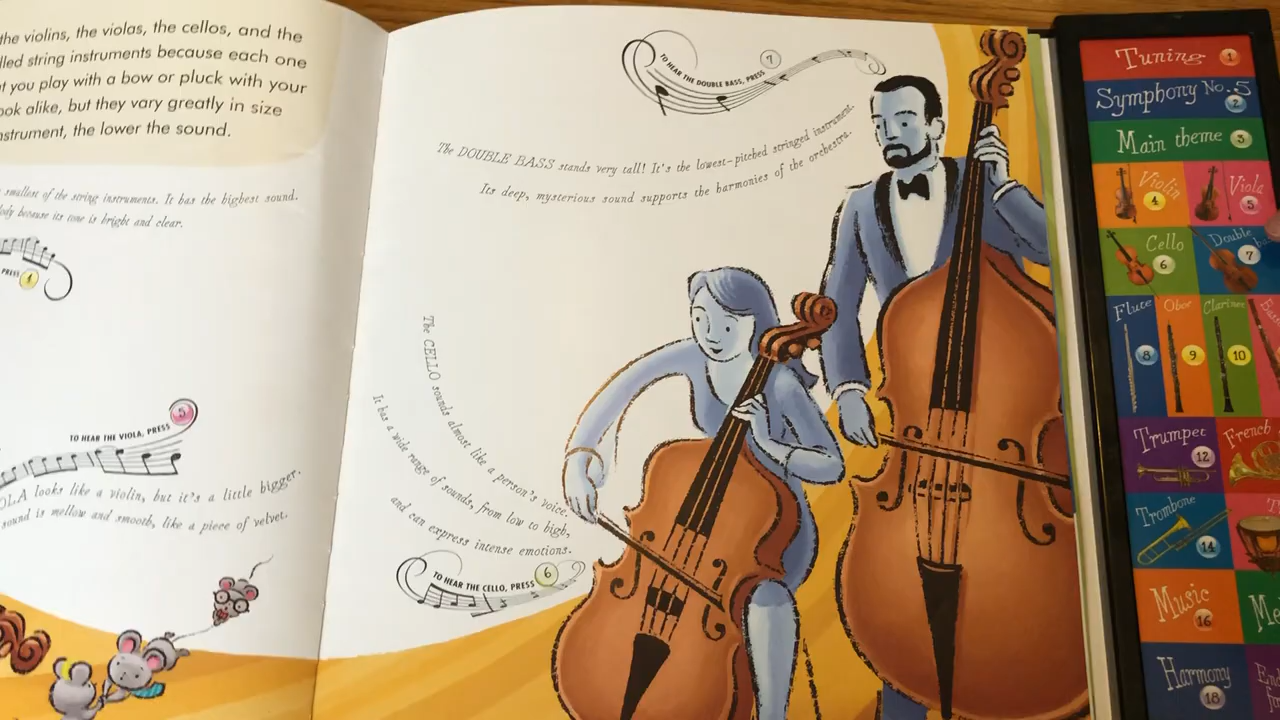 the violins, the violas, the cellos, and the
string instruments because each one
you play with a bow or pluck with your
alike, but they vary greatly in size
the lower the sound.
smallest of the string instruments. It has the highest sound.
because its tone is bright and clear.
PRESS 4
TO HEAR THE VIOLA, PRESS 5
looks like a violin, but it's a little bigger.
sound is mellow and smooth, like a piece of velvet.
TO HEAR THE DOUBLE BASS, PRESS 7
The DOUBLE BASS stands very tall! It's the lowest-pitched stringed instrument.
Its deep, mysterious sound supports the harmonies of the orchestra.
The CELLO sounds almost like a person's voice.
It has a wide range of sounds, from low to high,
and can express intense emotions.
TO HEAR THE CELLO, PRESS 6
Tuning 1
Symphony No.5 2
Main theme 3
Violin 4
Viola 5
Cello 6
Double 7
Flute 8
Oboe 9
Clarinet 10
Trumpet 12
French
Trombone 14
Music 16
Harmony 18